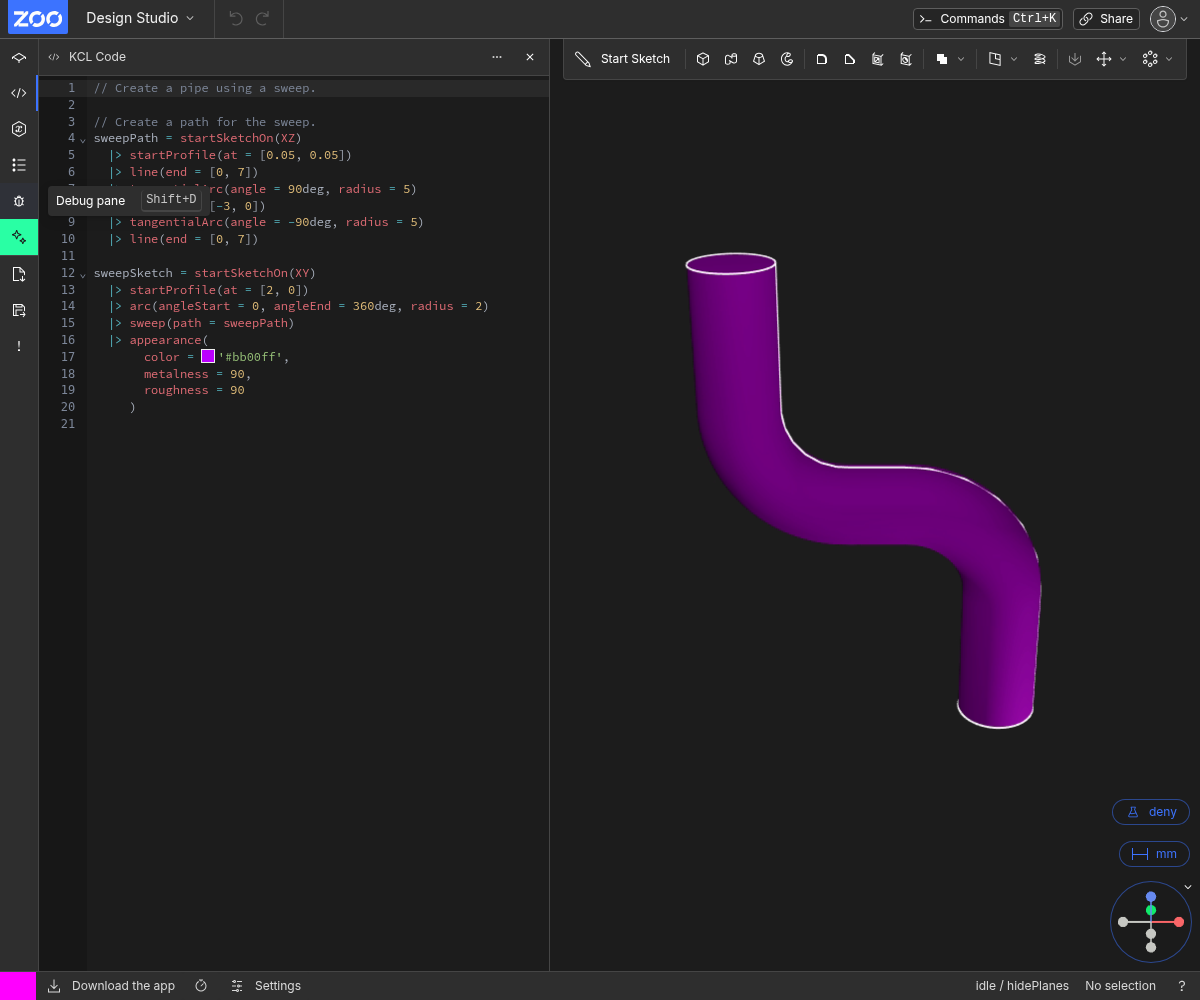 ZOO Design Studio
Commands Ctrl+K Share
KCL Code
Start Sketch
1 // Create a pipe using a sweep.
2
3 // Create a path for the sweep.
4 sweepPath = startSketchOn(XZ)
5 |> startProfile(at = [0.05, 0.05])
6 |> line(end = [0, 7])
rc(angle = 90deg, radius = 5)
Debug pane Shift+D
[-3, 0])
9 |> tangentialArc(angle = -90deg, radius = 5)
10 |> line(end = [0, 7])
11
12 sweepSketch = startSketchOn(XY)
13 |> startProfile(at = [2, 0])
14 |> arc(angleStart = 0, angleEnd = 360deg, radius = 2)
15 |> sweep(path = sweepPath)
16 |> appearance(
17 color = '#bb00ff',
18 metalness = 90,
19 roughness = 90
20 )
21
deny
mm
Download the app Settings
idle / hidePlanes No selection ?